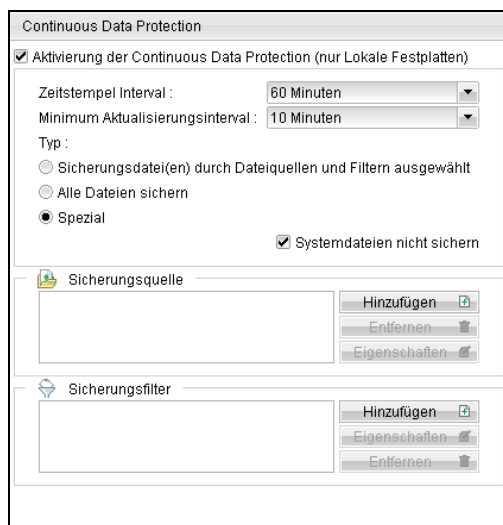 Continuous Data Protection
Aktivierung der Continuous Data Protection (nur Lokale Festplatten)
Zeitstempel Interval : 60 Minuten
Minimum Aktualisierungsinterval : 10 Minuten
Typ :
Sicherungsdatei(en) durch Dateiquellen und Filtern ausgewählt
Alle Dateien sichern
Spezial
Systemdateien nicht sichern
Sicherungsquelle
Hinzufügen
Entfernen
Eigenschaften
Sicherungsfilter
Hinzufügen
Eigenschaften
Entfernen